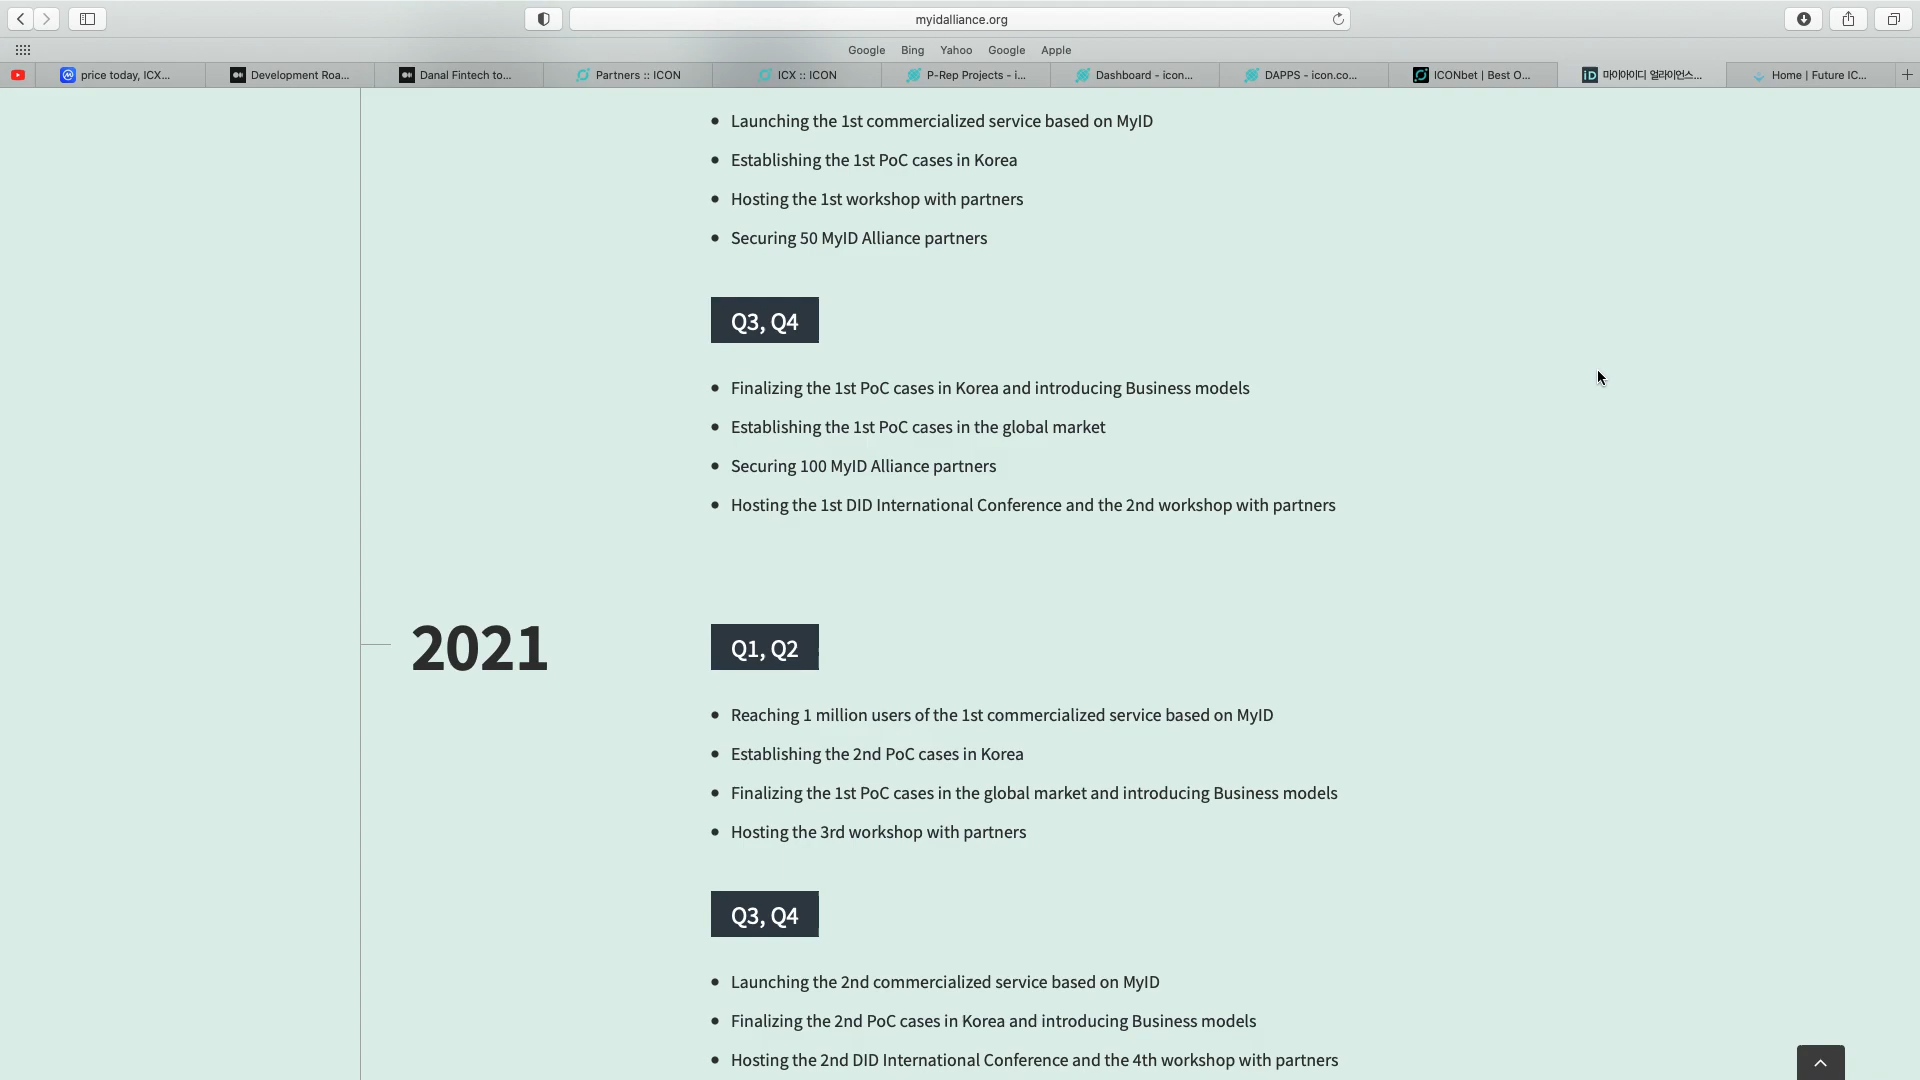 myidalliance.org
Google Bing Yahoo Google Apple
price today, ICX...
Development Roa...
Danal Fintech to...
Partners :: ICON
ICX :: ICON
P-Rep Projects - i...
Dashboard - icon...
DAPPS - icon.co...
ICONbet | Best O...
iD 마이아이디 얼라이언스...
Home | Future IC...
Launching the 1st commercialized service based on MyID
Establishing the 1st PoC cases in Korea
Hosting the 1st workshop with partners
Securing 50 MyID Alliance partners
Q3, Q4
Finalizing the 1st PoC cases in Korea and introducing Business models
Establishing the 1st PoC cases in the global market
Securing 100 MyID Alliance partners
Hosting the 1st DID International Conference and the 2nd workshop with partners
2021
Q1, Q2
Reaching 1 million users of the 1st commercialized service based on MyID
Establishing the 2nd PoC cases in Korea
Finalizing the 1st PoC cases in the global market and introducing Business models
Hosting the 3rd workshop with partners
Q3, Q4
Launching the 2nd commercialized service based on MyID
Finalizing the 2nd PoC cases in Korea and introducing Business models
Hosting the 2nd DID International Conference and the 4th workshop with partners